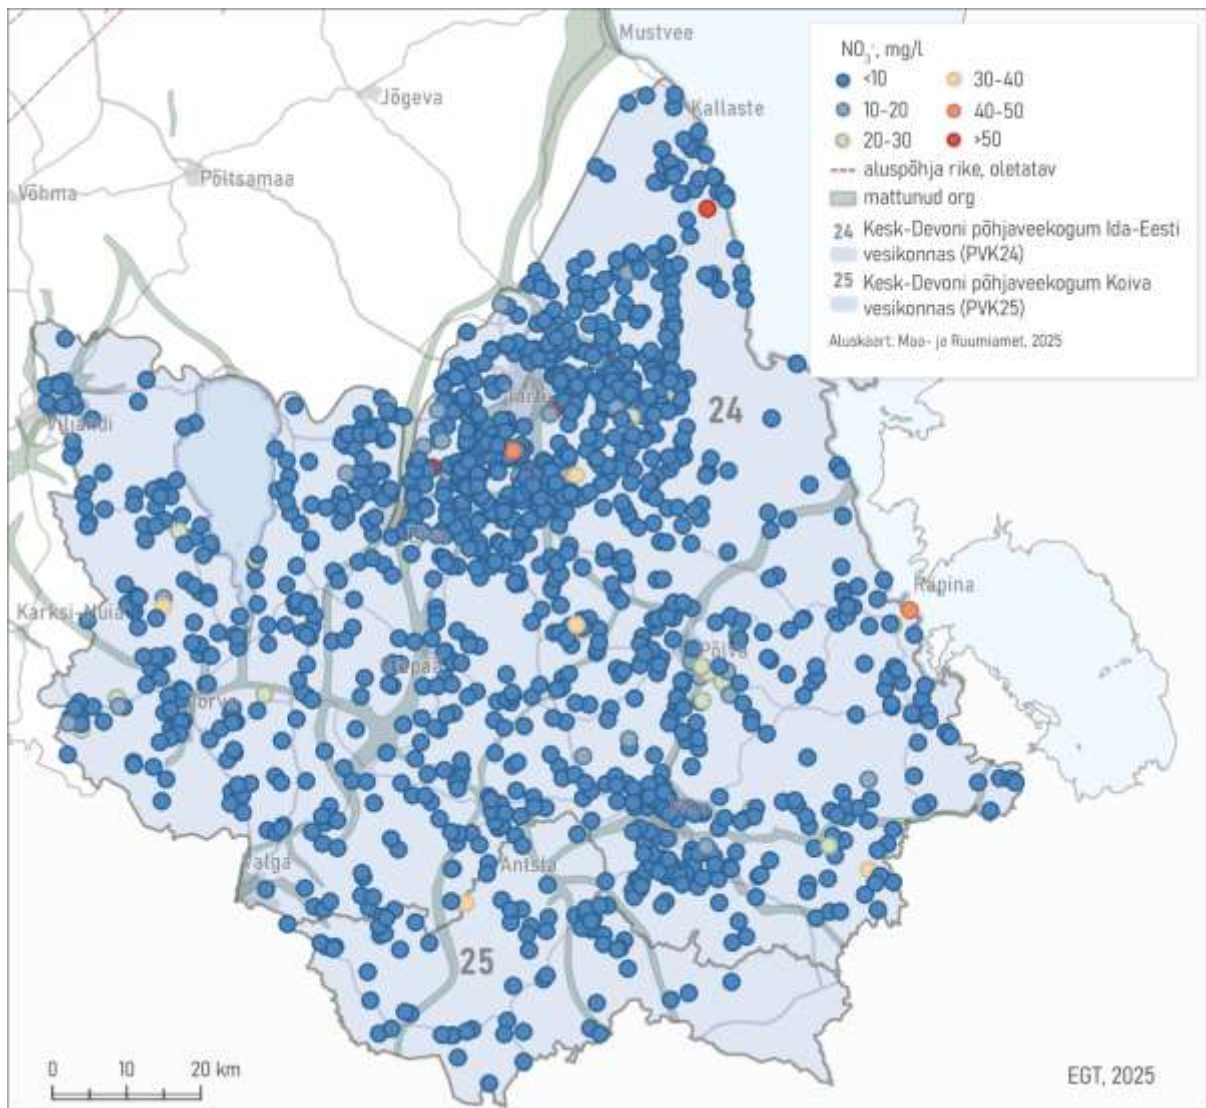 Mustvee
NO₃⁻, mg/l
<10
30-40
10-20
40-50
20-30
>50
aluspõhja rike, oletatav
mattunud org
24 Kesk-Devoni põhjaveekogum Ida-Eesti
vesikonnas (PVK24)
25 Kesk-Devoni põhjaveekogum Koiva
vesikonnas (PVK25)
Aluskaart: Maa- ja Ruumiamet, 2025
Jõgeva
Kallaste
Põltsamaa
Võhma
24
Viljandi
Räpina
Karksi-Nuia
Põlva
Tõrva
Valga
Antsla
25
0 10 20 km
EGT, 2025